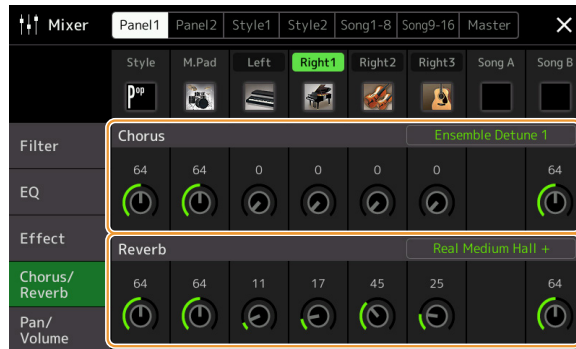 Mixer
Panel1 Panel2 Style1 Style2 Song1-8 Song9-16 Master
Style M.Pad Left Right1 Right2 Right3 Song A Song B
Pop
Filter
EQ
Effect
Chorus/
Reverb
Pan/
Volume
Chorus Ensemble Detune 1
64 64 0 0 0 0 64
Reverb Real Medium Hall +
64 64 11 17 45 25 64